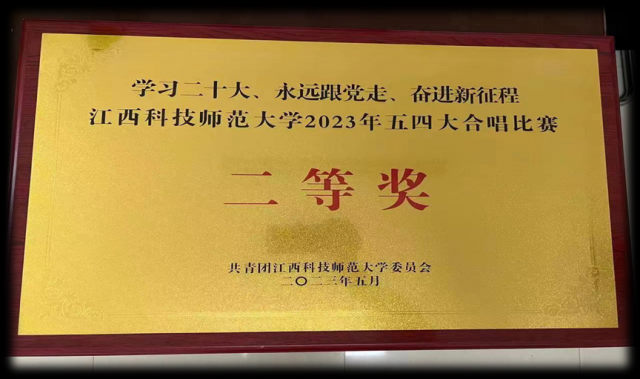 学习二十大、永远跟党走、奋进新征程
江西科技师范大学2023年五四大合唱比赛
二等奖
共青团江西科技师范大学委员会
二〇二三年五月